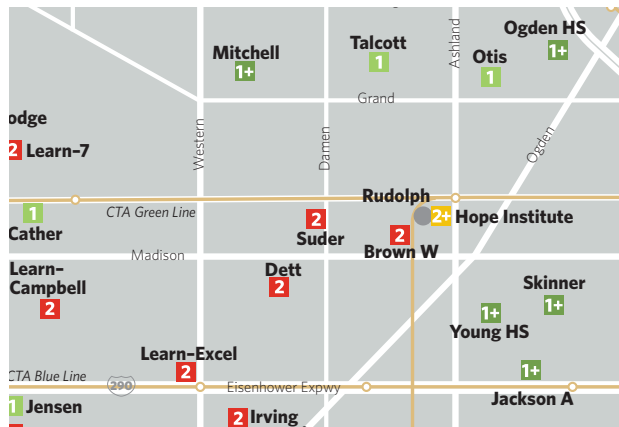 Ogden HS
1+
Talcott
1
Mitchell
1+
Otis
1
Ashland
Grand
odge
2 Learn–7
Western
Damen
Ogden
Rudolph
2+ Hope Institute
CTA Green Line
1
Cather
2
Suder
2
Brown W
Madison
Learn–
Campbell
2
Dett
2
Skinner
1+
1+
Young HS
Learn–Excel
2
CTA Blue Line
290
Eisenhower Expwy
1+
Jackson A
1 Jensen
2 Irving